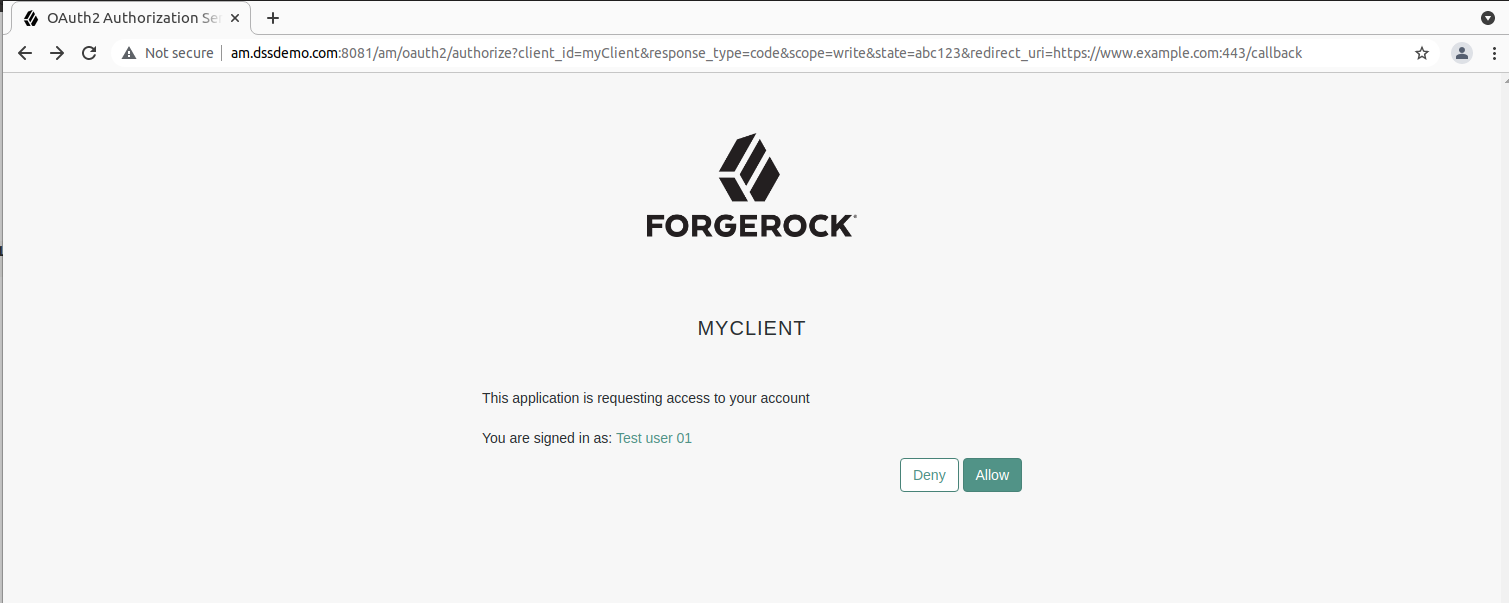 OAuth2 Authorization Se
Not secure am.dssdemo.com:8081/am/oauth2/authorize?client_id=myClient&response_type=code&scope=write&state=abc123&redirect_uri=https://www.example.com:443/callback
FORGEROCK
MYCLIENT
This application is requesting access to your account
You are signed in as: Test user 01
Deny Allow